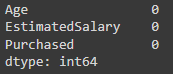 Age 0
EstimatedSalary 0
Purchased 0
dtype: int64